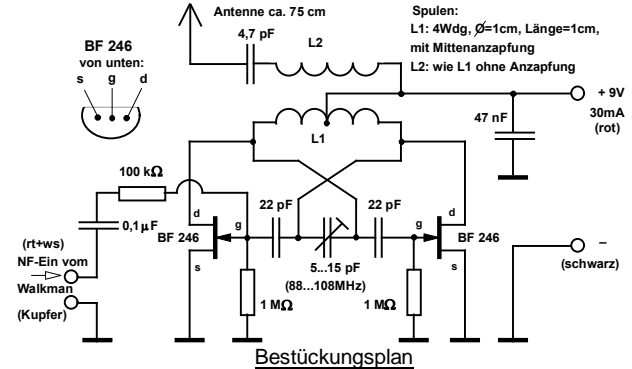 Antenne ca. 75 cm
Spulen:
L1: 4Wdg, Ø=1cm, Länge=1cm,
mit Mittenanzapfung
L2: wie L1 ohne Anzapfung
4,7 pF
L2
BF 246
von unten:
s g d
+ 9V
30mA
(rot)
47 nF
L1
100 kΩ
0,1µF
22 pF
22 pF
d
g
s
BF 246
g
d
s
BF 246
5...15 pF
(88...108MHz)
1 MΩ
1 MΩ
(rt+ws)
NF-Ein vom
Walkman
(Kupfer)
–
(schwarz)
Bestückungsplan